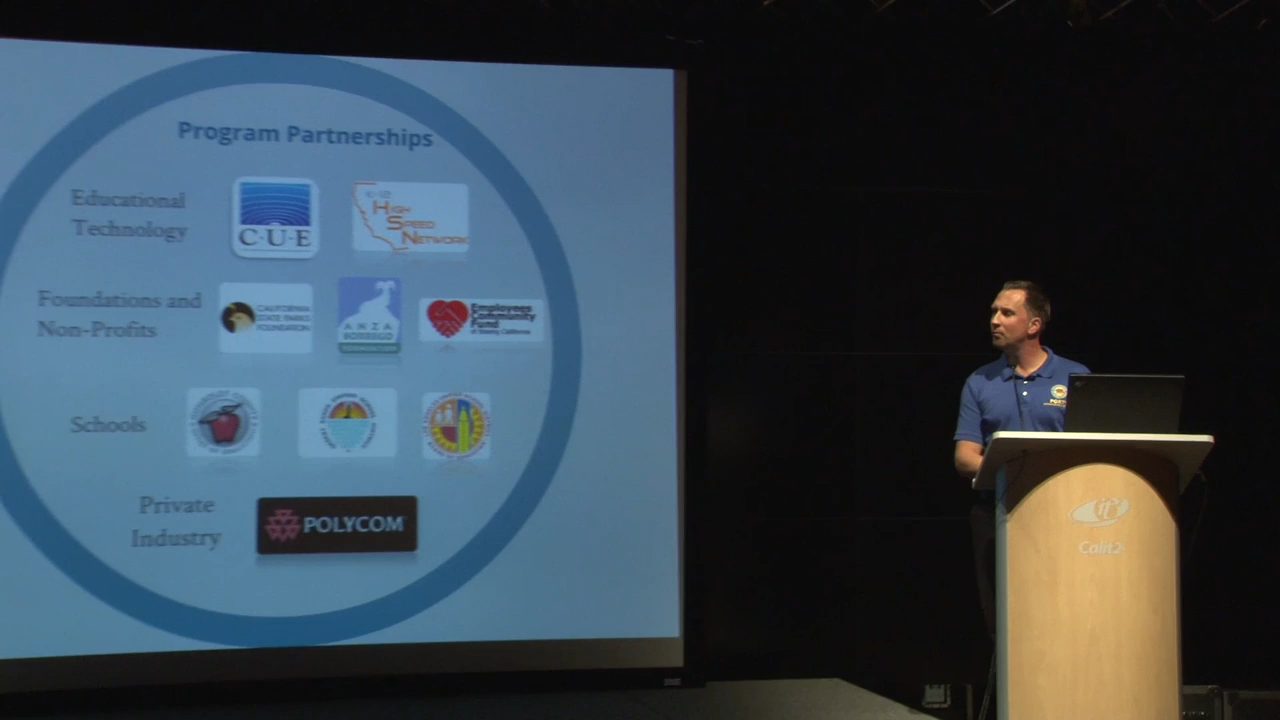 Program Partnerships
Educational
Technology
C·U·E
K-12
High
Speed
Network
Foundations and
Non-Profits
CALIFORNIA
STATE PARKS
FOUNDATION
ANZA
BORREGO
Employees
Community
Fund
Schools
Private
Industry
POLYCOM
Calit2